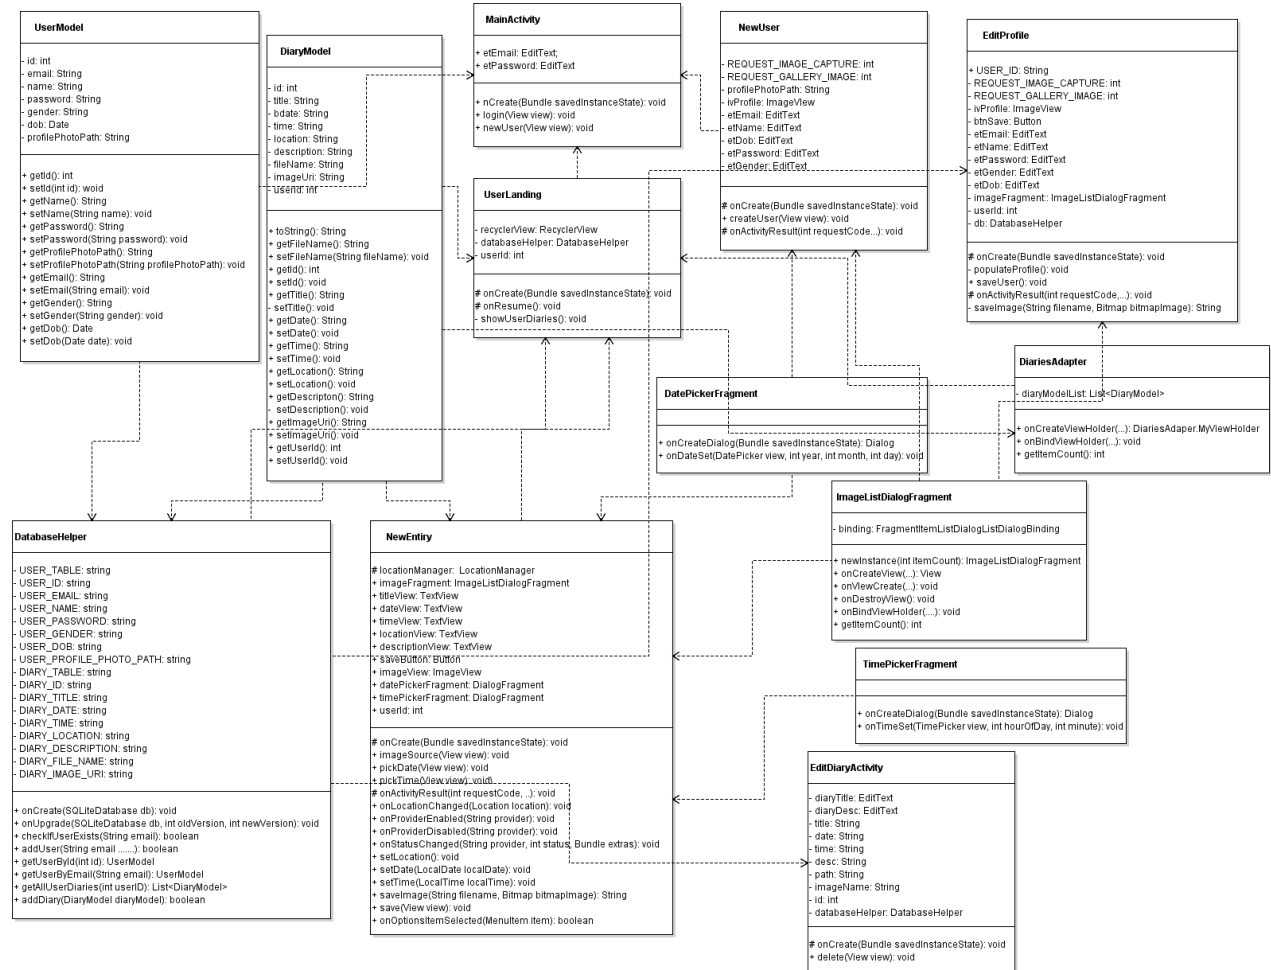 UserModel
- id: int
- email: String
- name: String
- password: String
- gender: String
- dob: Date
- profilePhotoPath: String
+ getId(): int
+ setId(int id): woid
+ getName(): String
+ setName(String name): void
+ getPassword(): String
+ setPassword(String password): void
+ getProfilePhotoPath(): String
+ setProfilePhotoPath(String profilePhotoPath): void
+ getEmail(): String
+ setEmail(String email): void
+ getGender(): String
+ setGender(String gender): void
+ getDob(): Date
+ setDob(Date date): void
DiaryModel
- id: int
- title: String
- bdate: String
- time: String
- location: String
- description: String
- fileName: String
- imageUri: String
- userId: int
+ toString(): String
+ getFileName(): String
+ setFileName(String fileName): void
+ getId(): int
+ setId(): void
+ getTitle(): String
- setTitle(): void
+ getDate(): String
+ setDate(): void
+ getTime(): String
+ setTime(): void
+ getLocation(): String
+ setLocation(): void
+ getDescripton(): String
- setDescription(): void
+ getImageUri(): String
+ setImageUri(): void
+ getUserId(): int
+ setUserId(): void
MainActivity
+ etEmail: EditText;
+ etPassword: EditText
+ nCreate(Bundle savedInstanceState): void
+ login(View view): void
+ newUser(View view): void
UserLanding
- recyclerView: RecyclerView
- databaseHelper: DatabaseHelper
- userId: int
# onCreate(Bundle savedInstanceState): void
# onResume(): void
- showUserDiaries(): void
NewUser
- REQUEST_IMAGE_CAPTURE: int
- REQUEST_GALLERY_IMAGE: int
- profilePhotoPath: String
- ivProfile: ImageView
- etEmail: EditText
- etName: EditText
- etDob: EditText
- etPassword: EditText
- etGender: EditText
# onCreate(Bundle savedInstanceState): void
+ createUser(View view): void
# onActivityResult(int requestCode...): void
EditProfile
+ USER_ID: String
- REQUEST_IMAGE_CAPTURE: int
- REQUEST_GALLERY_IMAGE: int
- ivProfile: ImageView
- btnSave: Button
- etEmail: EditText
- etName: EditText
- etPassword: EditText
- etGender: EditText
- etDob: EditText
- imageFragment:: ImageListDialogFragment
- userId: int
- db: DatabaseHelper
# onCreate(Bundle savedInstanceState): void
- populateProfile(): void
+ saveUser(): void
# onActivityResult(int requestCode,...): void
- saveImage(String filename, Bitmap bitmapImage): String
DiariesAdapter
- diaryModelList: List<DiaryModel>
+ onCreateViewHolder(...): DiariesAdaper.MyViewHolder
+ onBindViewHolder(...): void
+ getItemCount(): int
DatePickerFragment
+ onCreateDialog(Bundle savedInstanceState): Dialog
+ onDateSet(DatePicker view, int year, int month, int day): void
ImageListDialogFragment
- binding: FragmentItemListDialogListDialogBinding
+ newInstance(int itemCount): ImageListDialogFragment
+ onCreateView(...): View
+ onViewCreate(...): void
+ onDestroyView(): void
+ onBindViewHolder(....): void
+ getItemCount(): int
TimePickerFragment
+ onCreateDialog(Bundle savedInstanceState): Dialog
+ onTimeSet(TimePicker view, int hourOfDay, int minute): void
DatabaseHelper
- USER_TABLE: string
- USER_ID: string
- USER_EMAIL: string
- USER_NAME: string
- USER_PASSWORD: string
- USER_GENDER: string
- USER_DOB: string
- USER_PROFILE_PHOTO_PATH: string
- DIARY_TABLE: string
- DIARY_ID: string
- DIARY_TITLE: string
- DIARY_DATE: string
- DIARY_TIME: string
- DIARY_LOCATION: string
- DIARY_DESCRIPTION: string
- DIARY_FILE_NAME: string
- DIARY_IMAGE_URI: string
+ onCreate(SQLiteDatabase db): void
+ onUpgrade(SQLiteDatabase db, int oldVersion, int newVersion): void
+ checkIfUserExists(String email): boolean
+ addUser(String email .......): boolean
+ getUserById(int id): UserModel
+ getUserByEmail(String email): UserModel
+ getAllUserDiaries(int userID): List<DiaryModel>
+ addDiary(DiaryModel diaryModel): boolean
NewEntiry
# locationManager: LocationManager
+ imageFragment: ImageListDialogFragment
+ titleView: TextView
+ dateView: TextView
+ timeView: TextView
+ locationView: TextView
+ descriptionView: TextView
+ saveButton: Button
+ imageView: ImageView
+ datePickerFragment: DialogFragment
+ timePickerFragment: DialogFragment
+ userId: int
# onCreate(Bundle savedInstanceState): void
+ imageSource(View view): void
+ pickDate(View view): void
+ pickTime(View view): void)
# onActivityResult(int requestCode, ..): void
+ onLocationChanged(Location location): void
+ onProviderEnabled(String provider): void
+ onProviderDisabled(String provider): void
+ onStatusChanged(String provider, int status, Bundle extras): void
+ setLocation(): void
+ setDate(LocalDate localDate): void
+ setTime(LocalTime localTime): void
+ saveImage(String filename, Bitmap bitmapImage): String
+ save(View view): void
+ onOptionsItemSelected(MenuItem item): boolean
EditDiaryActivity
- diaryTitle: EditText
- diaryDesc: EditText
- title: String
- date: String
- time: String
- desc: String
- path: String
- imageName: String
- id: int
- databaseHelper: DatabaseHelper
# onCreate(Bundle savedInstanceState): void
+ delete(View view): void